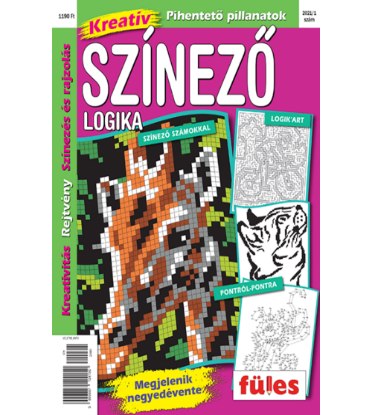 1190 Ft
Kreatív
Pihentető pillanatok
2021/1
szám
SZÍNEZŐ
LOGIKA
SZÍNEZŐ SZÁMOKKAL
LOGIK'ART
PONTRÓL-PONTRA
Kreativitás Rejtvény Színezés és rajzolás
Megjelenik
negyedévente
füles